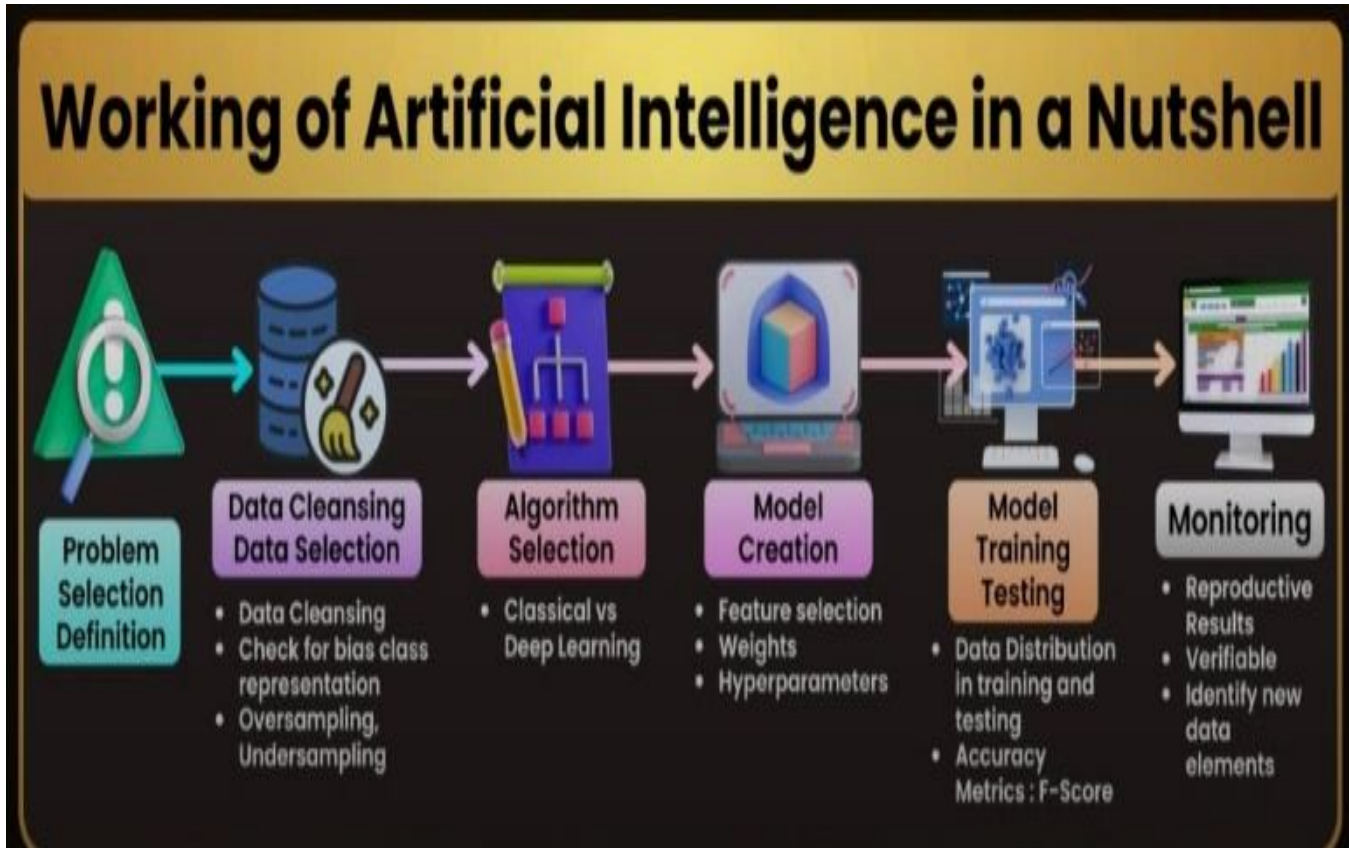 Working of Artificial Intelligence in a Nutshell
Problem
Selection
Definition
Data Cleansing
Data Selection
• Data Cleansing
• Check for bias class
representation
• Oversampling,
Undersampling
Algorithm
Selection
• Classical vs
Deep Learning
Model
Creation
• Feature selection
• Weights
• Hyperparameters
Model
Training
Testing
• Data Distribution
in training and
testing
• Accuracy
Metrics : F-Score
Monitoring
• Reproductive
Results
• Verifiable
• Identify new
data
elements